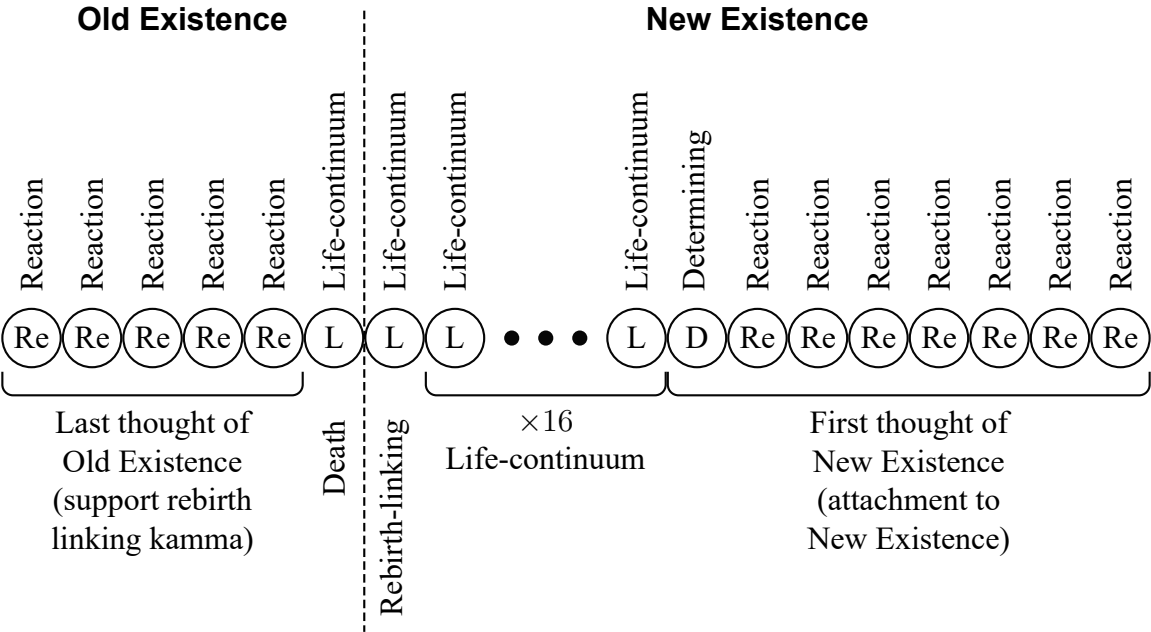 Old Existence
New Existence
Reaction
Reaction
Reaction
Reaction
Reaction
Life-continuum
Life-continuum
Life-continuum
Life-continuum
Determining
Reaction
Reaction
Reaction
Reaction
Reaction
Reaction
Reaction
Re Re Re Re Re L L L L D Re Re Re Re Re Re Re
Last thought of
Old Existence
(support rebirth
linking kamma)
Death
Rebirth-linking
×16
Life-continuum
First thought of
New Existence
(attachment to
New Existence)